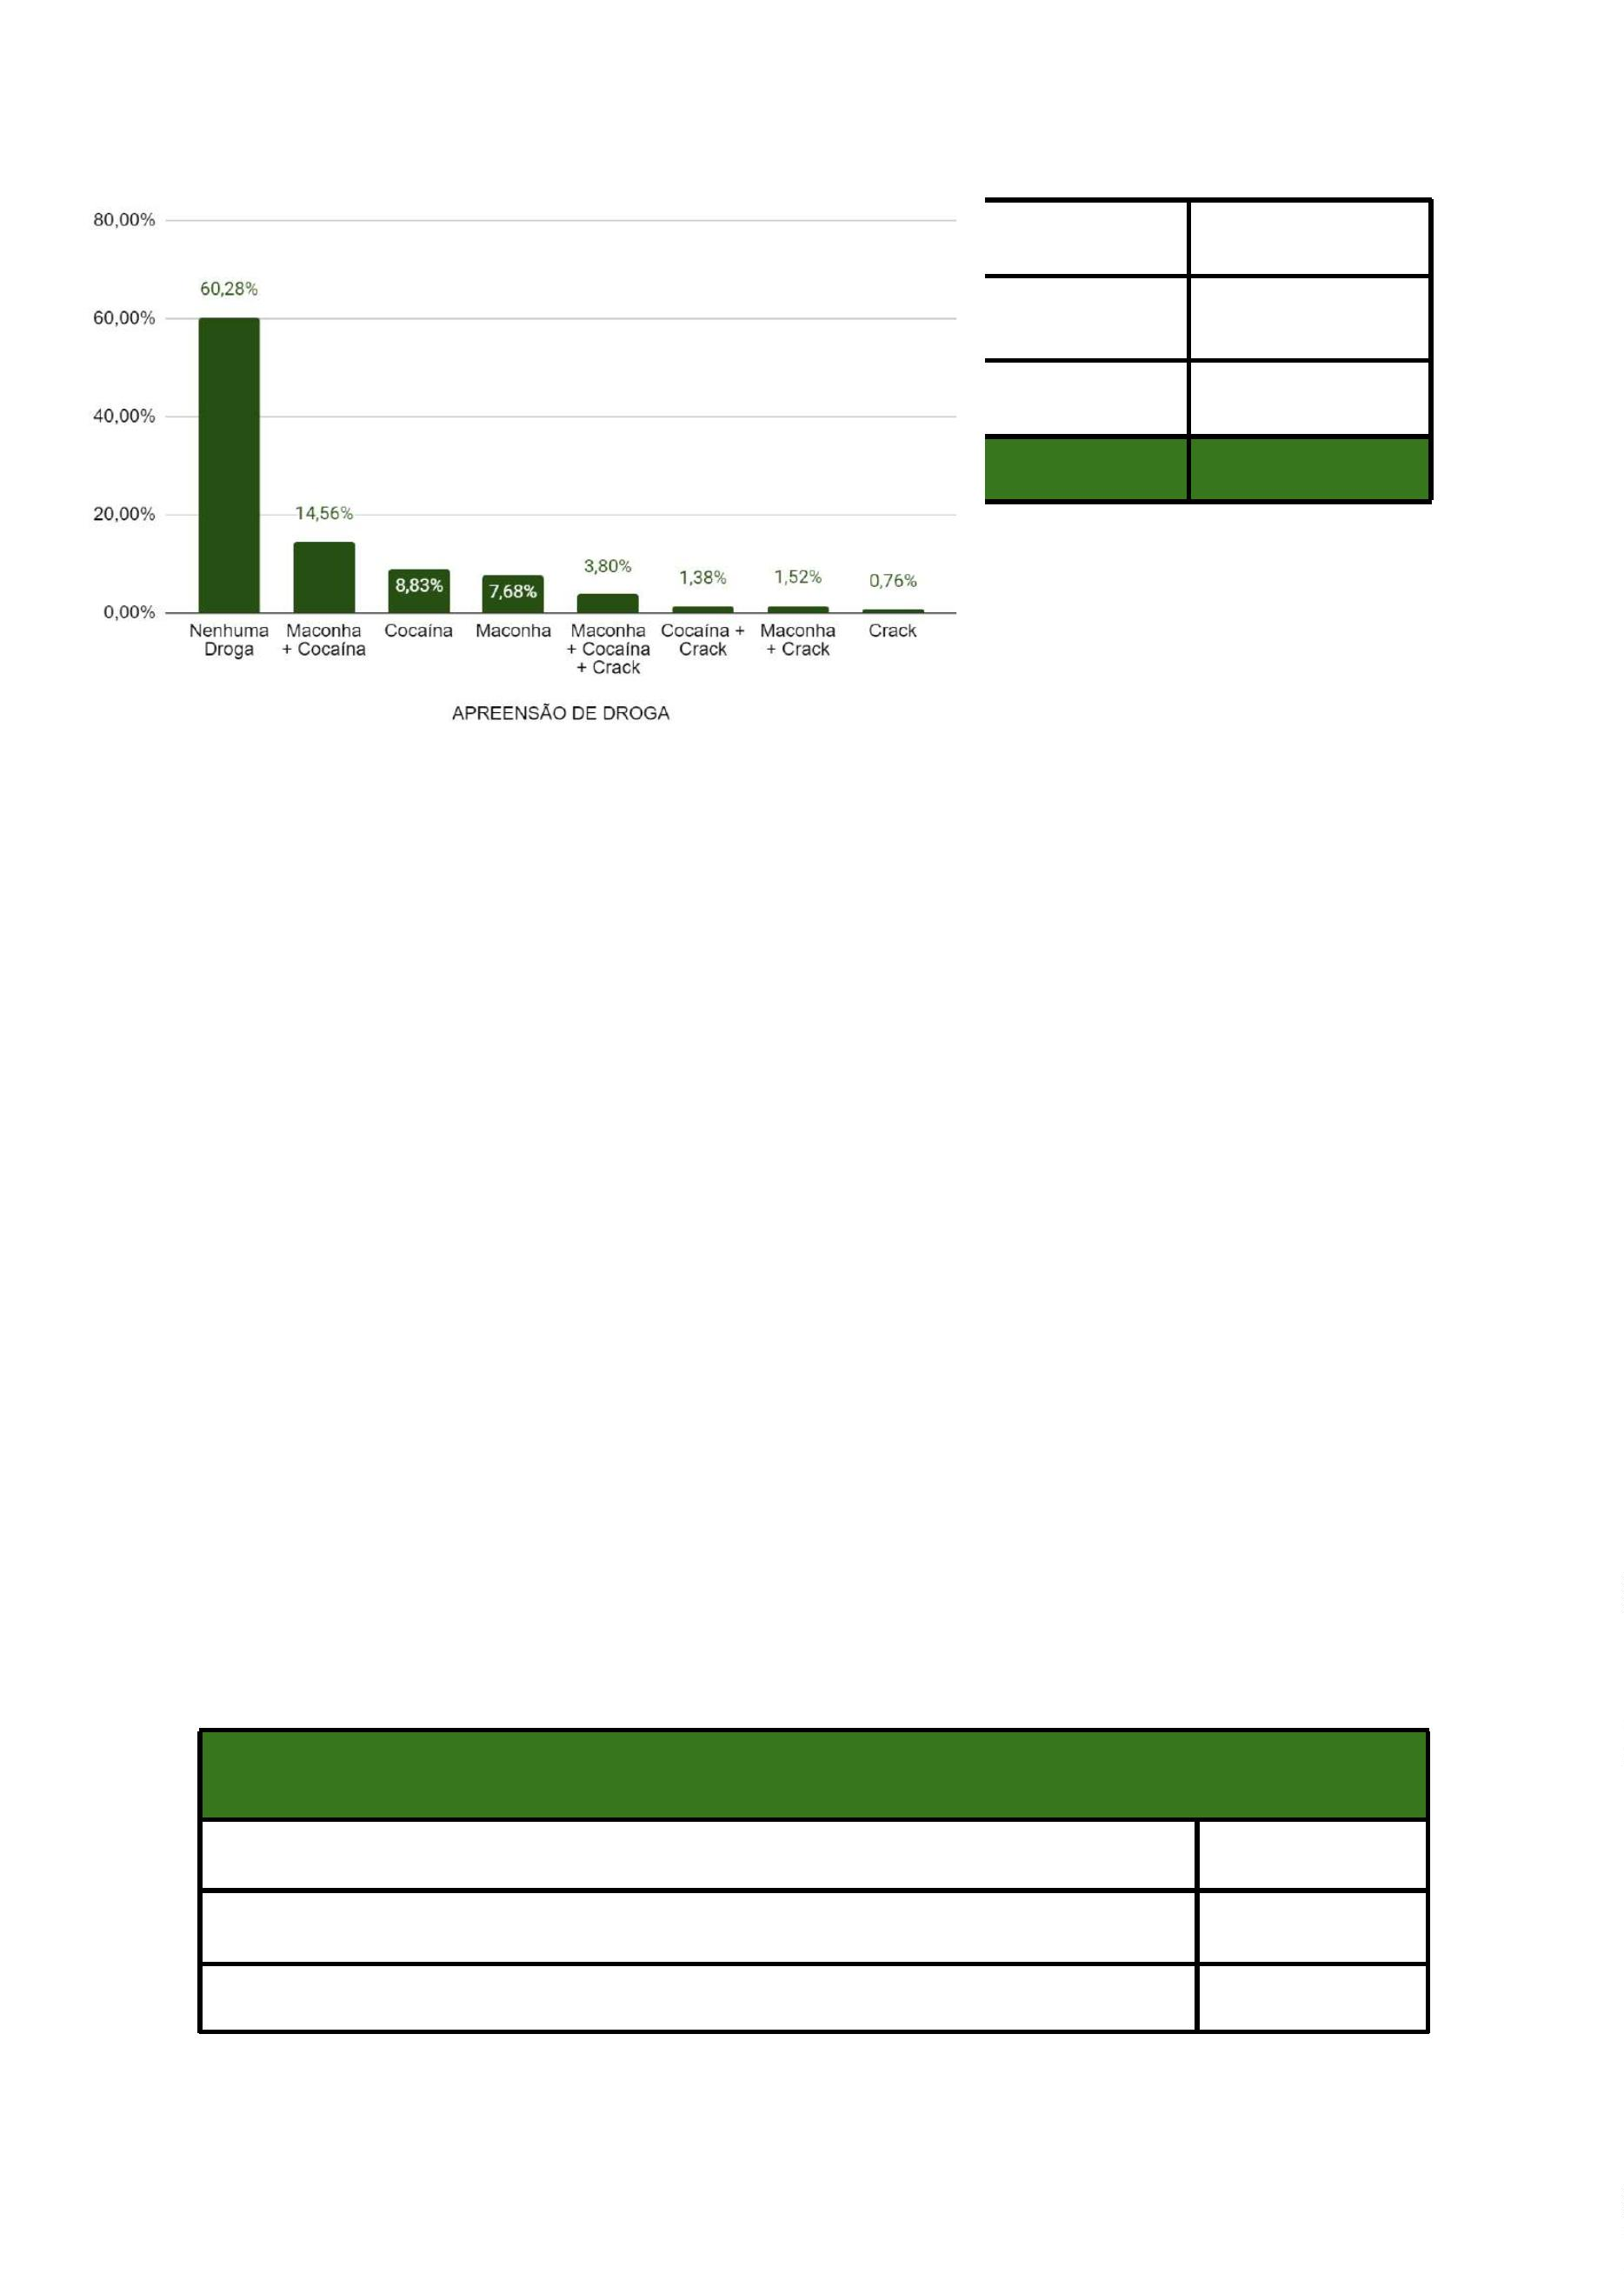 80,00%
60,28%
60,00%
40,00%
20,00%
14,56%
8,83%
7,68%
3,80%
1,38%
1,52%
0,76%
0,00%
Nenhuma
Droga
Maconha
+ Cocaína
Cocaína
Maconha
Maconha
+ Cocaína
+ Crack
Cocaína +
Crack
Maconha
+ Crack
Crack
APREENSÃO DE DROGA